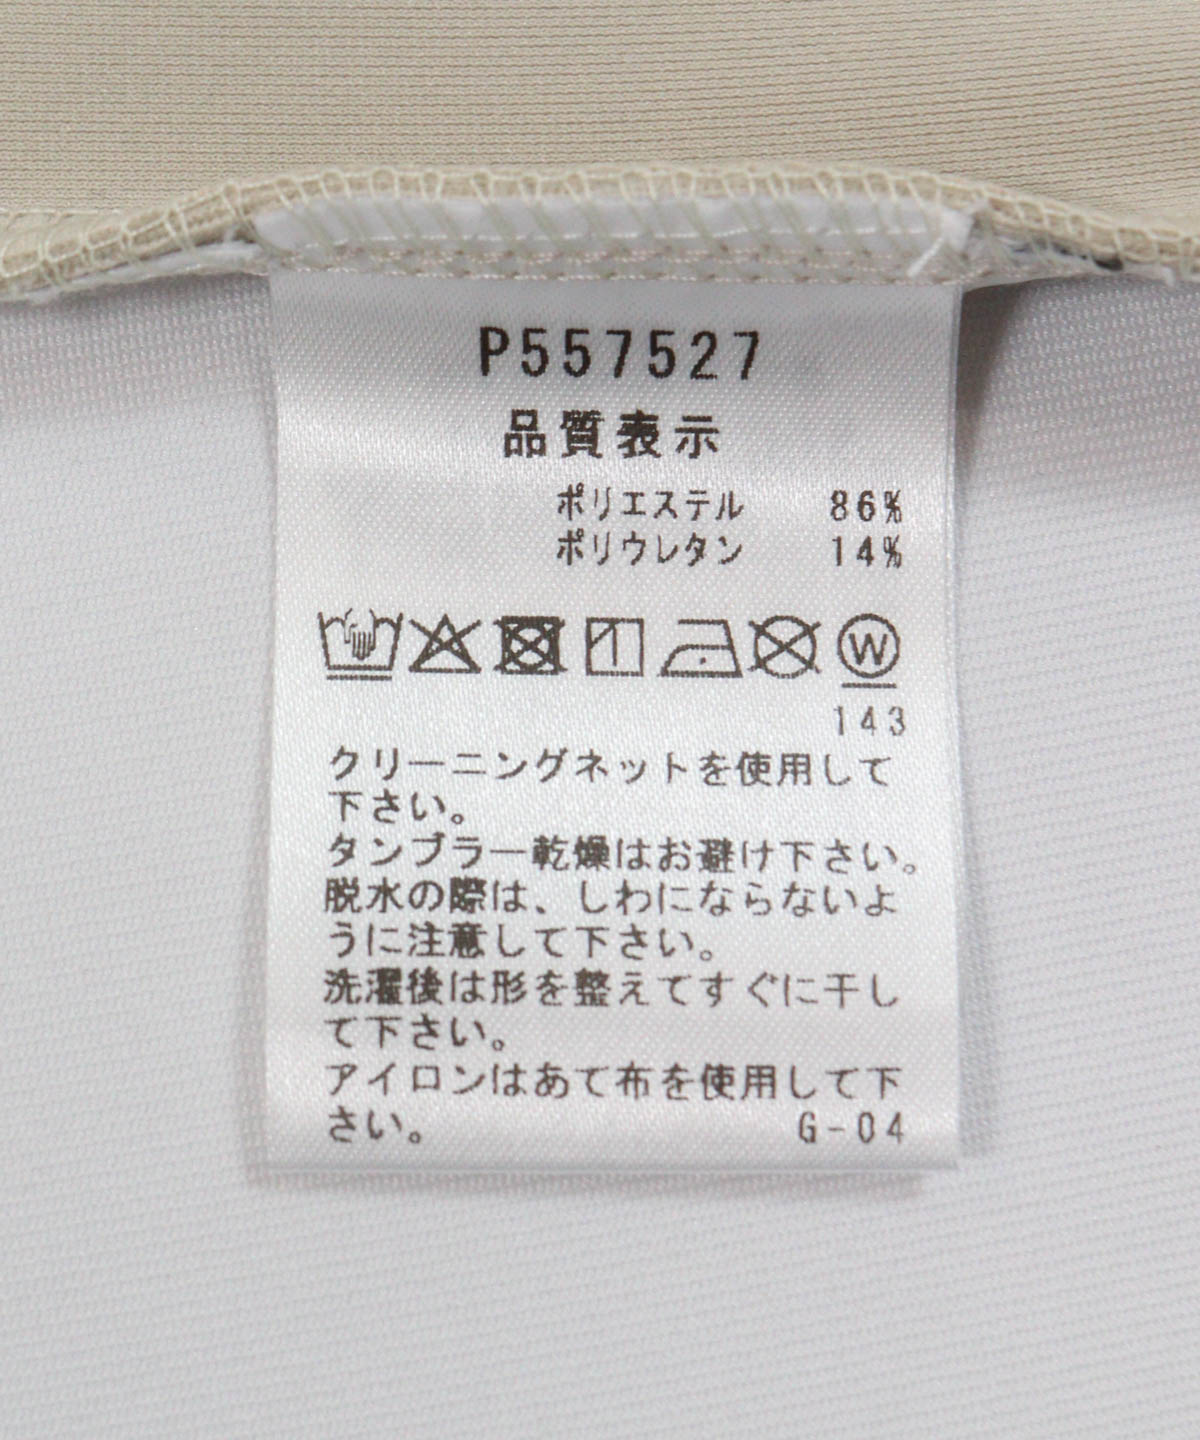 P557527
品質表示
ポリエステル 86%
ポリウレタン 14%
W
143
クリーニングネットを使用して
下さい。
タンブラー乾燥はお避け下さい。
脱水の際は、しわにならないよ
うに注意して下さい。
洗濯後は形を整えてすぐに干し
て下さい。
アイロンはあて布を使用して下
さい。 G-04